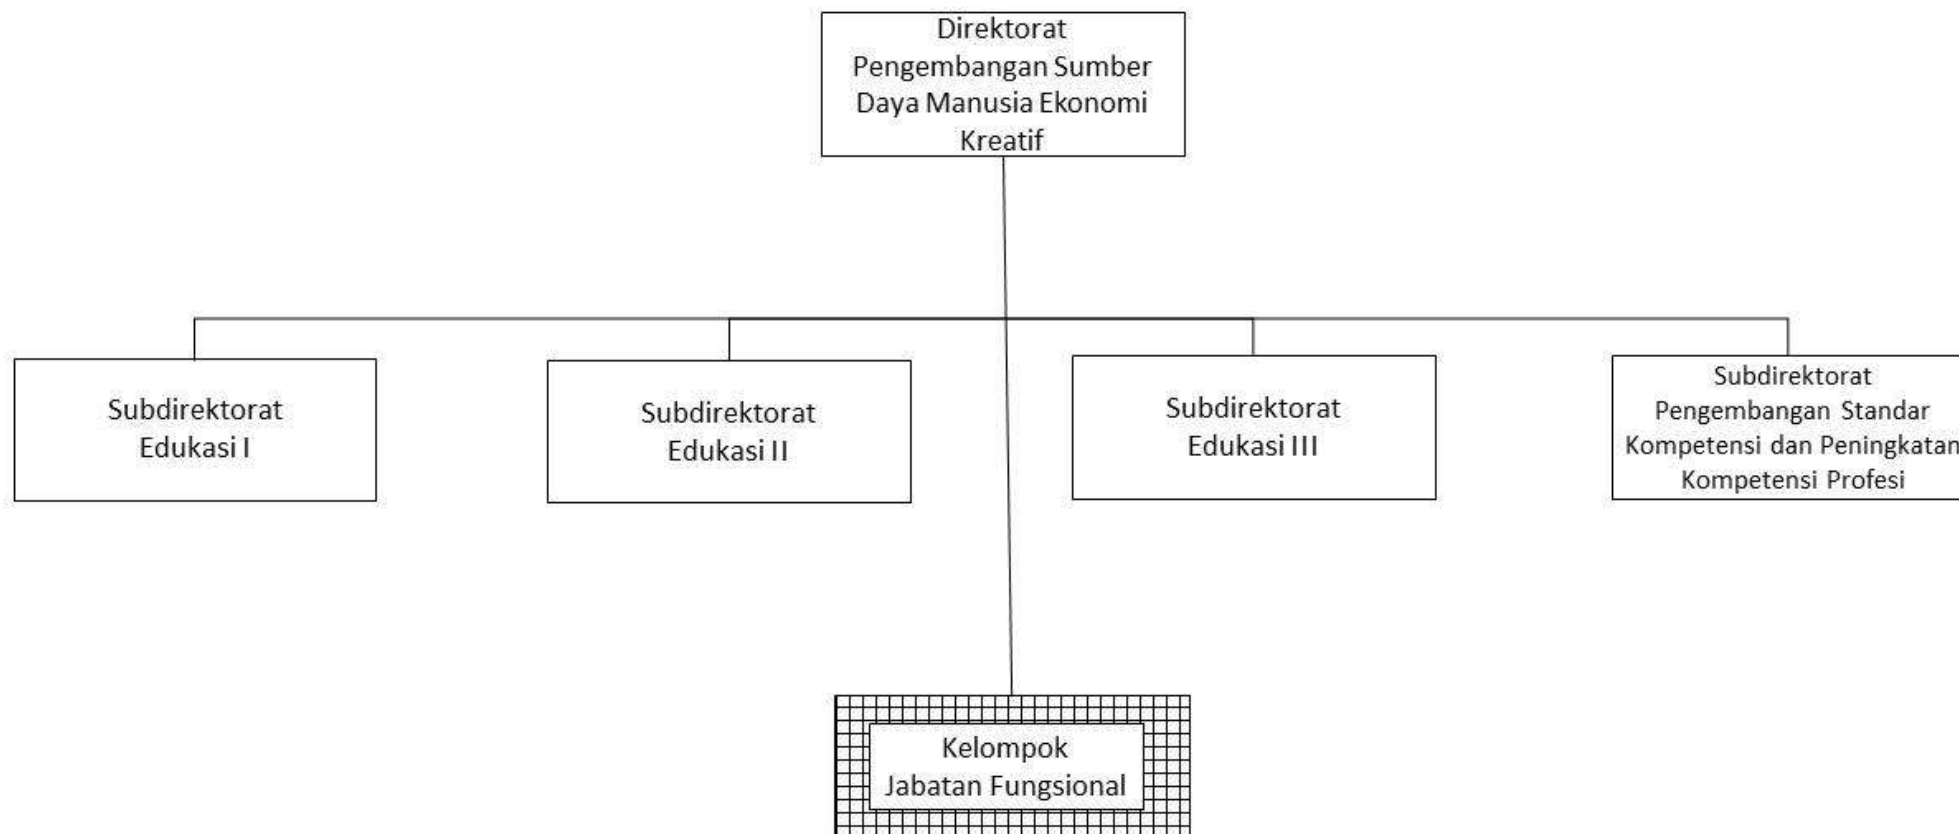 Direktorat
Pengembangan Sumber
Daya Manusia Ekonomi
Kreatif
Subdirektorat
Edukasi I
Subdirektorat
Edukasi II
Subdirektorat
Edukasi III
Subdirektorat
Pengembangan Standar
Kompetensi dan Peningkatan
Kompetensi Profesi
Kelompok
Jabatan Fungsional